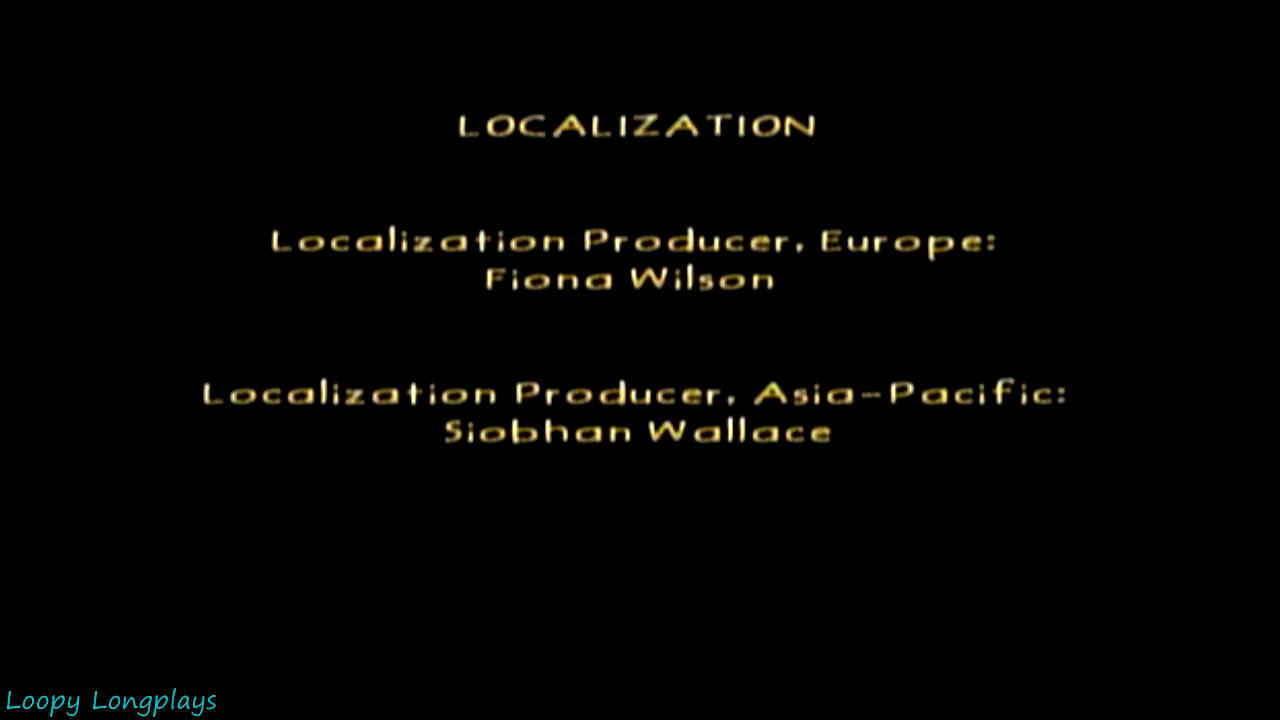 LOCALIZATION
Localization Producer, Europe:
Fiona Wilson
Localization Producer, Asia-Pacific:
Siobhan Wallace
Loopy Longplays